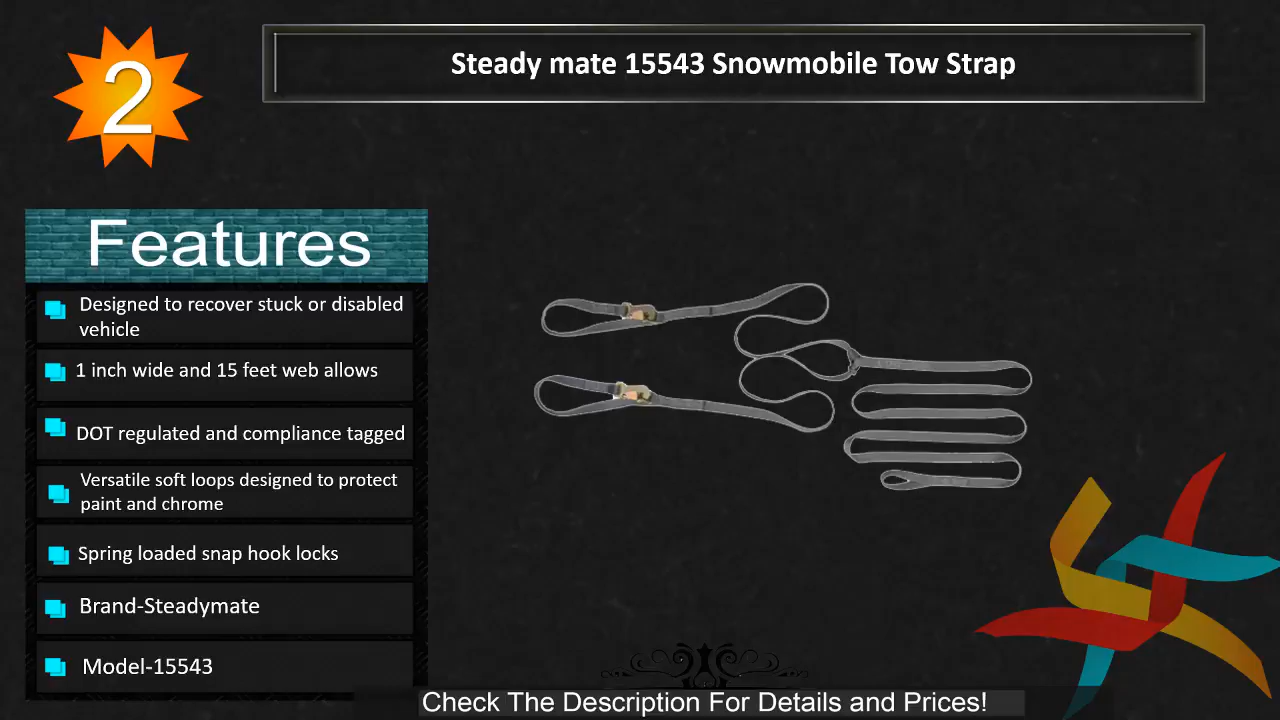 2
Steady mate 15543 Snowmobile Tow Strap
Features
Designed to recover stuck or disabled
vehicle
1 inch wide and 15 feet web allows
DOT regulated and compliance tagged
Versatile soft loops designed to protect
paint and chrome
Spring loaded snap hook locks
Brand-Steadymate
Model-15543
Check The Description For Details and Prices!